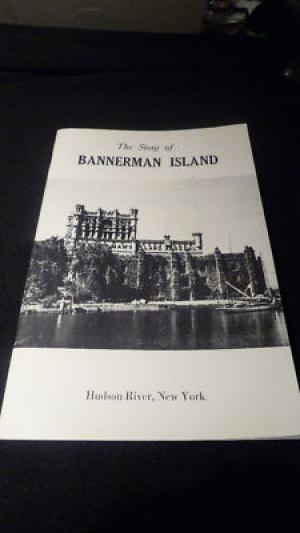 The Story of
BANNERMAN ISLAND
Hudson River, New York